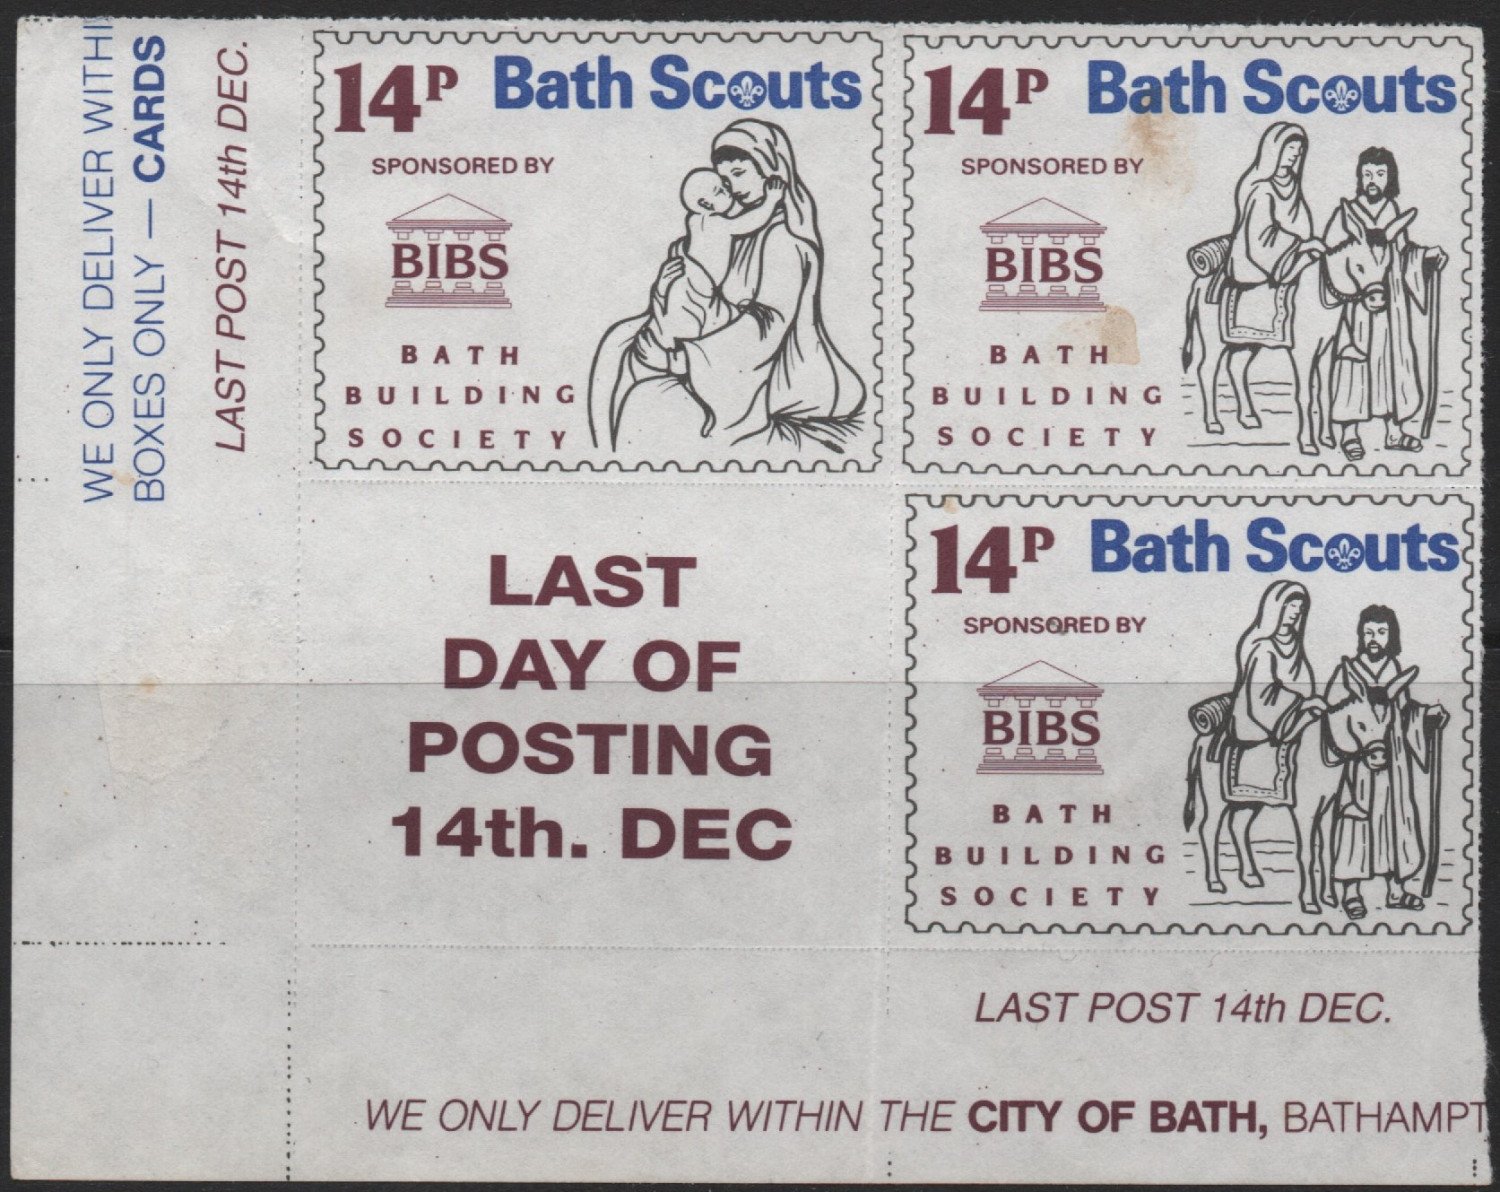 WE ONLY DELIVER WITHI
BOXES ONLY — CARDS
LAST POST 14th DEC.
14P Bath Scouts
SPONSORED BY
BIBS
BATH
BUILDING
SOCIETY
14P Bath Scouts
SPONSORED BY
BIBS
BATH
BUILDING
SOCIETY
LAST
DAY OF
POSTING
14th. DEC
14P Bath Scouts
SPONSORED BY
BIBS
BATH
BUILDING
SOCIETY
LAST POST 14th DEC.
WE ONLY DELIVER WITHIN THE CITY OF BATH, BATHAMPT